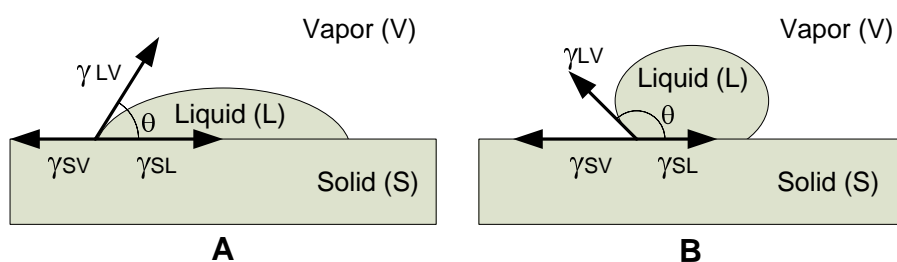 Vapor (V)
γLV
Liquid (L)
θ
γSV
γSL
Solid (S)
A
Vapor (V)
γLV
Liquid (L)
θ
γSV
γSL
Solid (S)
B